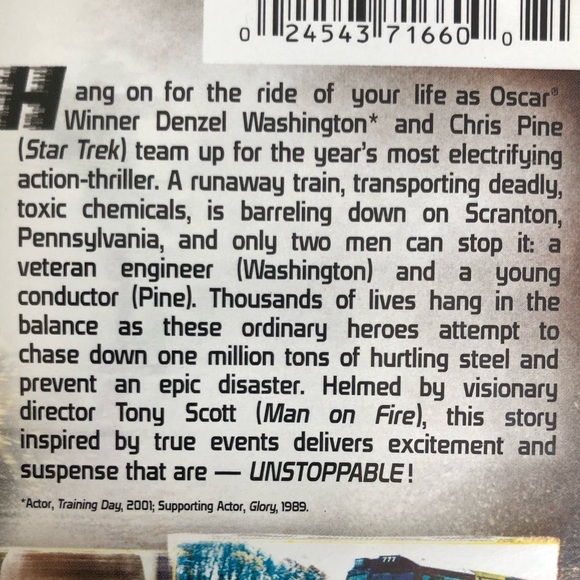 0 24543 71660 0
Hang on for the ride of your life as Oscar®
Winner Denzel Washington* and Chris Pine
(Star Trek) team up for the year's most electrifying
action-thriller. A runaway train, transporting deadly,
toxic chemicals, is barreling down on Scranton,
Pennsylvania, and only two men can stop it: a
veteran engineer (Washington) and a young
conductor (Pine). Thousands of lives hang in the
balance as these ordinary heroes attempt to
chase down one million tons of hurtling steel and
prevent an epic disaster. Helmed by visionary
director Tony Scott (Man on Fire), this story
inspired by true events delivers excitement and
suspense that are — UNSTOPPABLE!
*Actor, Training Day, 2001; Supporting Actor, Glory, 1989.
777